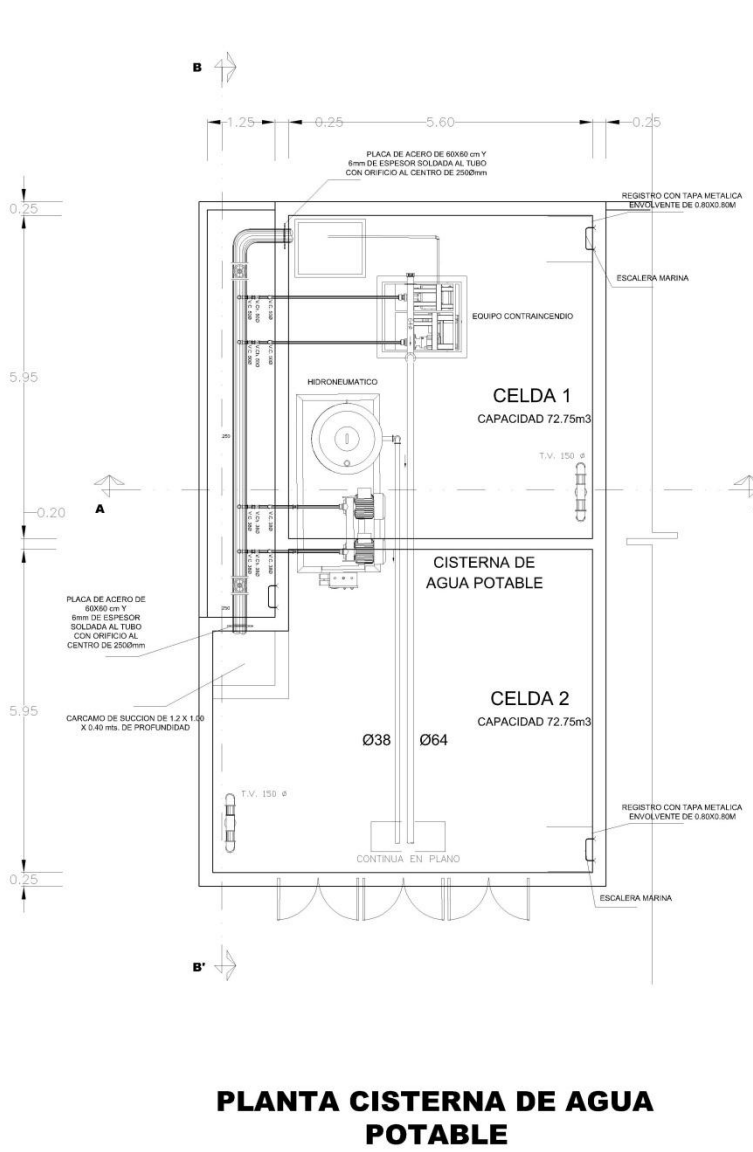 B
1.25
0.25
5.60
0.25
PLACA DE ACERO DE 60X60 cm Y
6mm DE ESPESOR SOLDADA AL TUBO
CON ORIFICIO AL CENTRO DE 250Ømm
REGISTRO CON TAPA METALICA
ENVOLVENTE DE 0.80X0.80M
0.25
ESCALERA MARINA
EQUIPO CONTRAINCENDIO
5.95
HIDRONEUMATICO
CELDA 1
CAPACIDAD 72.75m3
250
T.V. 150 ø
A
0.20
CISTERNA DE
AGUA POTABLE
PLACA DE ACERO DE
60X60 cm Y
6mm DE ESPESOR
SOLDADA AL TUBO
CON ORIFICIO AL
CENTRO DE 250Ømm
250
CELDA 2
CAPACIDAD 72.75m3
5.95
CARCAMO DE SUCCION DE 1.2 X 1.00
X 0.40 mts. DE PROFUNDIDAD
Ø38
Ø64
T.V. 150 ø
REGISTRO CON TAPA METALICA
ENVOLVENTE DE 0.80X0.80M
CONTINUA EN PLANO
0.25
ESCALERA MARINA
B'
PLANTA CISTERNA DE AGUA
POTABLE